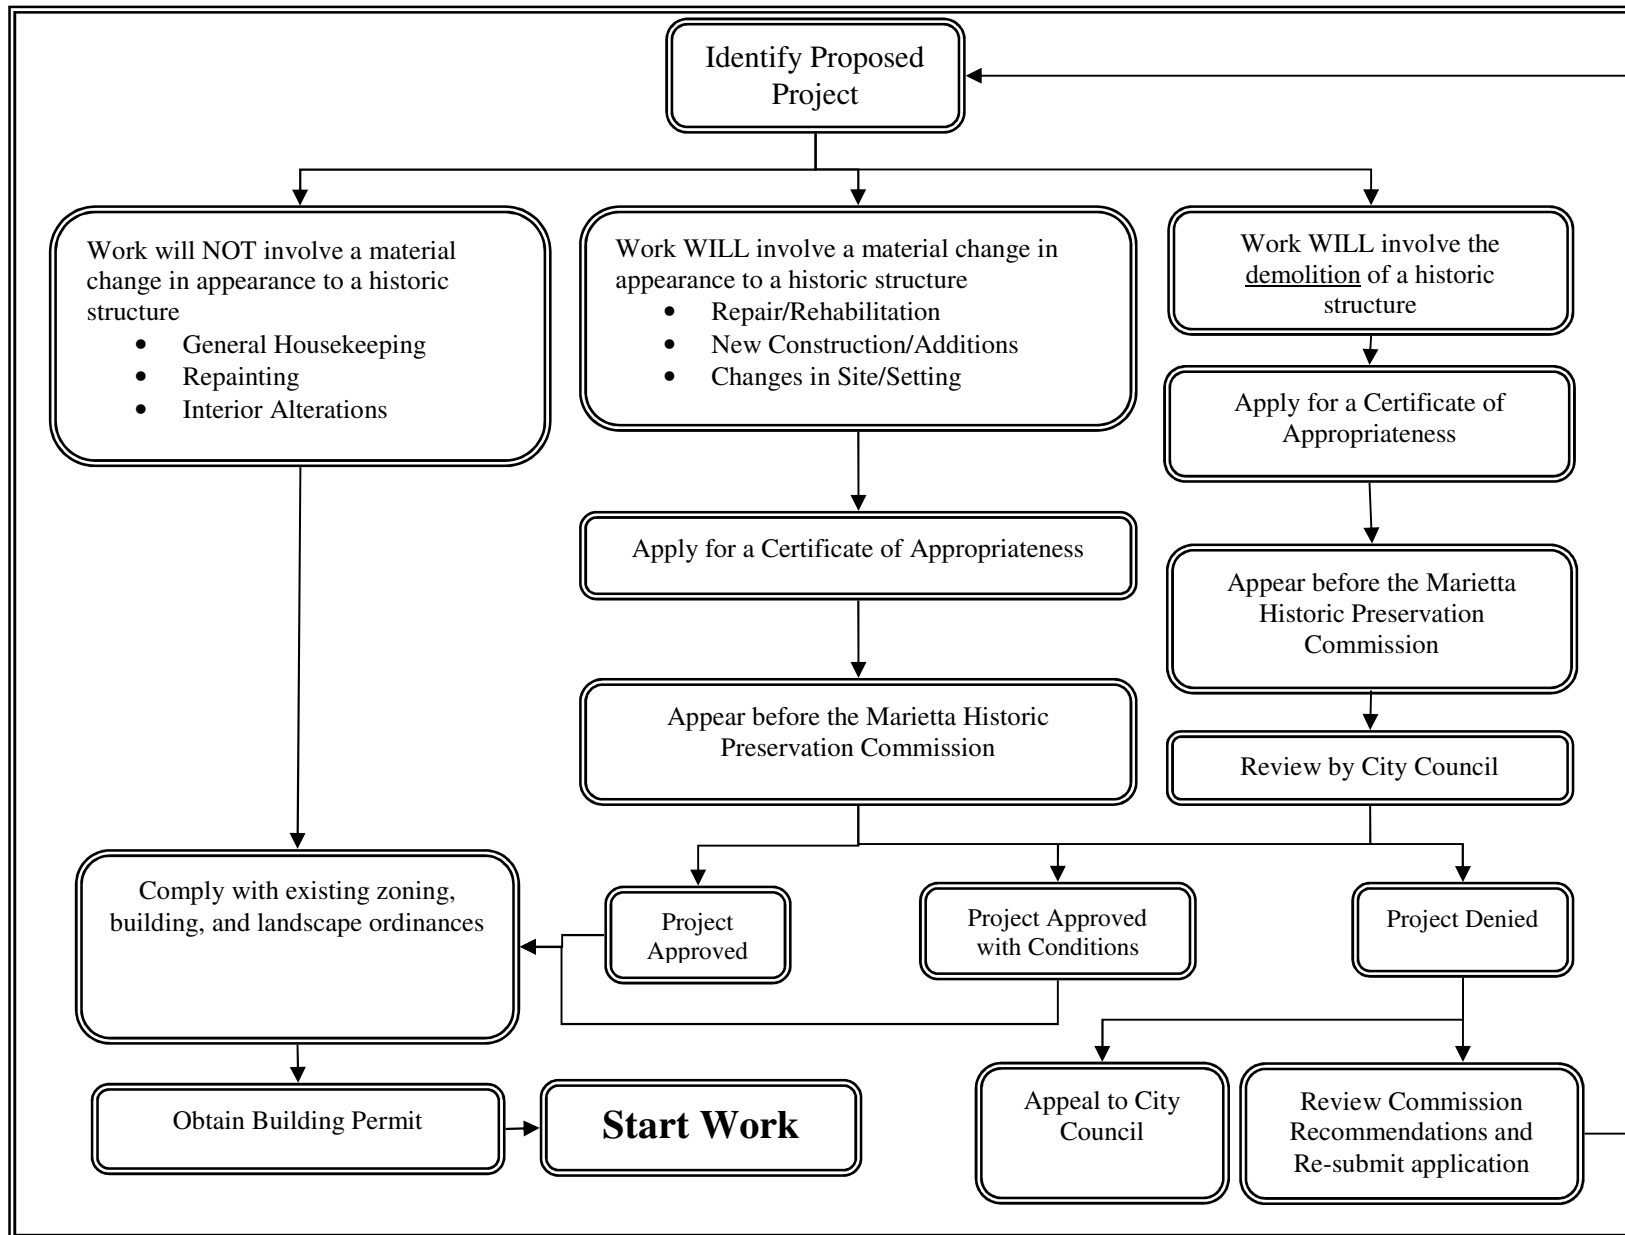 Identify Proposed
Project
Work will NOT involve a material
change in appearance to a historic
structure
• General Housekeeping
• Repainting
• Interior Alterations
Work WILL involve a material change in
appearance to a historic structure
• Repair/Rehabilitation
• New Construction/Additions
• Changes in Site/Setting
Work WILL involve the
demolition of a historic
structure
Apply for a Certificate of
Appropriateness
Apply for a Certificate of Appropriateness
Appear before the Marietta
Historic Preservation
Commission
Appear before the Marietta Historic
Preservation Commission
Review by City Council
Comply with existing zoning,
building, and landscape ordinances
Project
Approved
Project Approved
with Conditions
Project Denied
Obtain Building Permit
Start Work
Appeal to City
Council
Review Commission
Recommendations and
Re-submit application